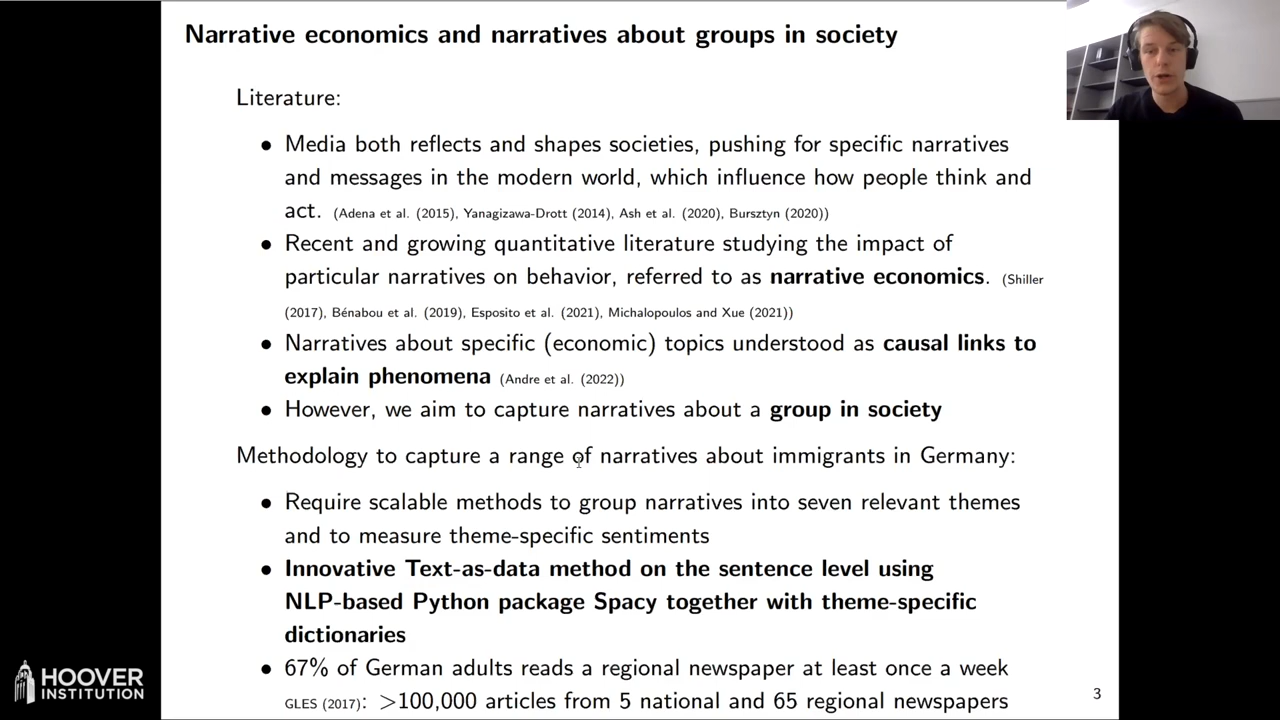 Narrative economics and narratives about groups in society
Literature:
● Media both reflects and shapes societies, pushing for specific narratives
and messages in the modern world, which influence how people think and
act. (Adena et al. (2015), Yanagizawa-Drott (2014), Ash et al. (2020), Bursztyn (2020))
● Recent and growing quantitative literature studying the impact of
particular narratives on behavior, referred to as narrative economics. (Shiller
(2017), Bénabou et al. (2019), Esposito et al. (2021), Michalopoulos and Xue (2021))
● Narratives about specific (economic) topics understood as causal links to
explain phenomena (Andre et al. (2022))
● However, we aim to capture narratives about a group in society
Methodology to capture a range of narratives about immigrants in Germany:
● Require scalable methods to group narratives into seven relevant themes
and to measure theme-specific sentiments
● Innovative Text-as-data method on the sentence level using
NLP-based Python package Spacy together with theme-specific
dictionaries
● 67% of German adults reads a regional newspaper at least once a week
GLES (2017): >100,000 articles from 5 national and 65 regional newspapers
3
HOOVER
INSTITUTION